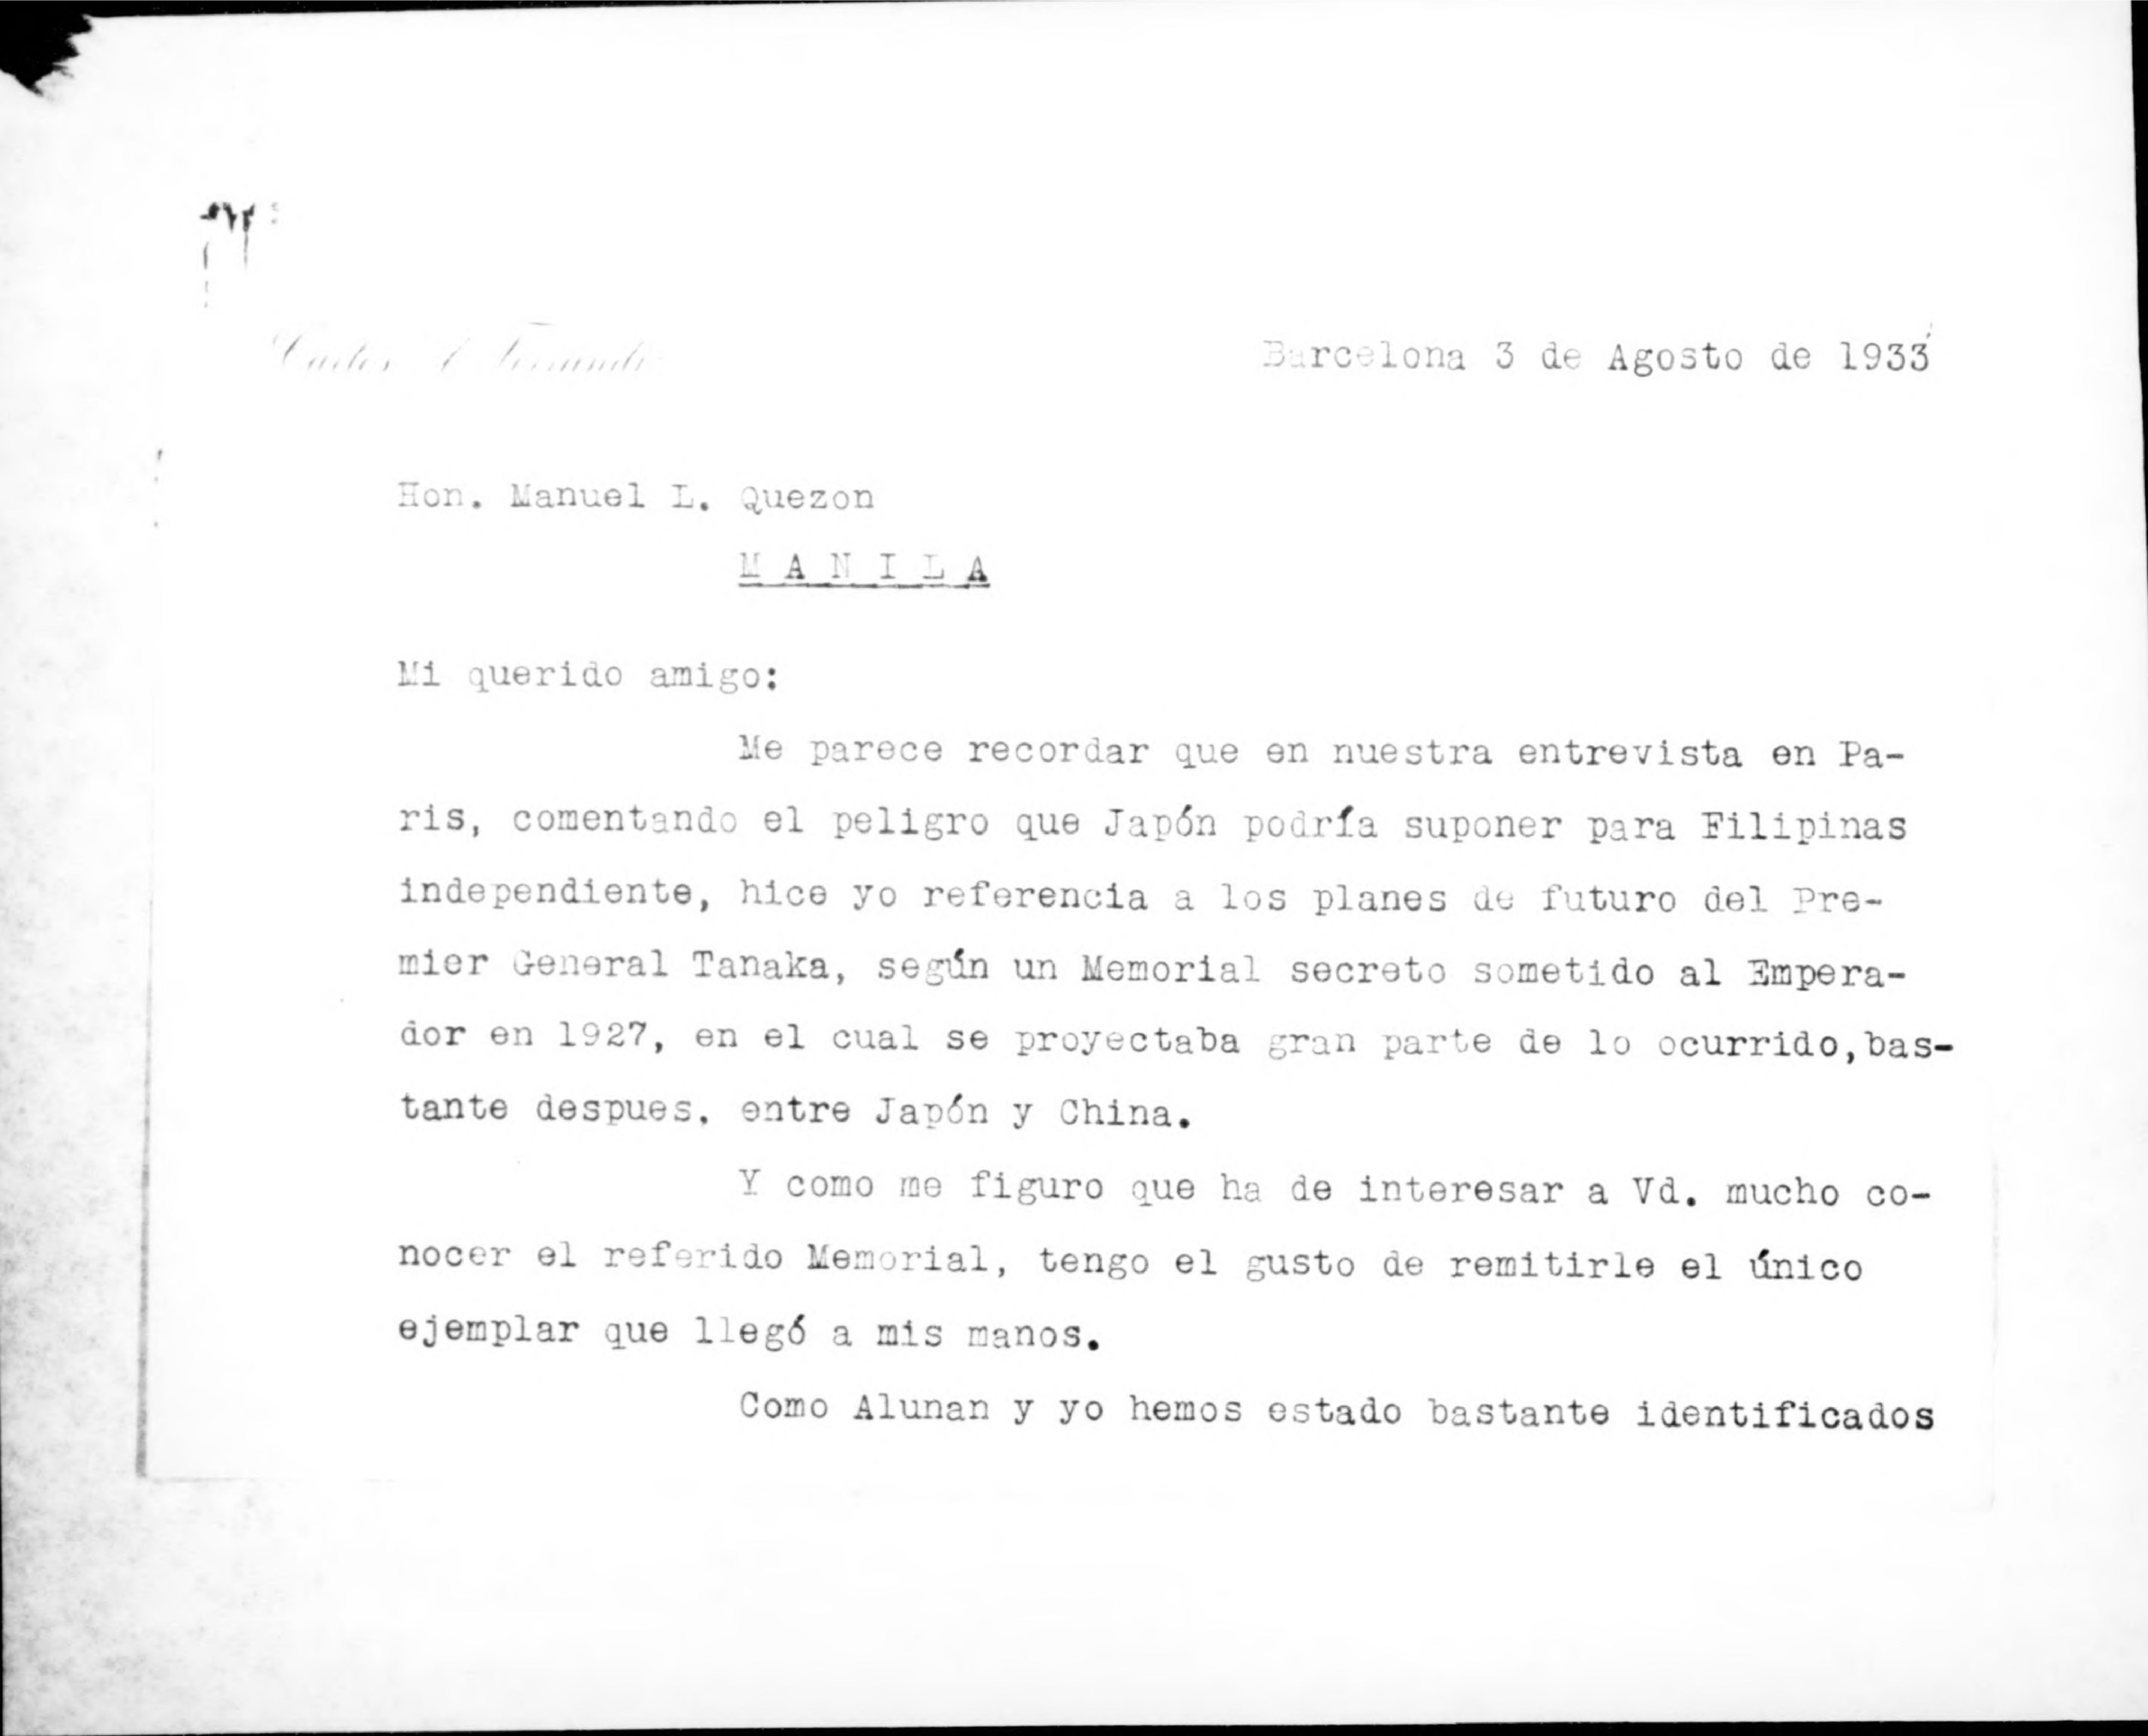 Barcelona 3 de Agosto de 1933
Hon. Manuel L. Quezon
M A N I L A
Mi querido amigo:
Me parece recordar que en nuestra entrevista en Pa-
ris, comentando el peligro que Japón podría suponer para Filipinas
independiente, hice yo referencia a los planes de futuro del Pre-
mier General Tanaka, según un Memorial secreto sometido al Empera-
dor en 1927, en el cual se proyectaba gran parte de lo ocurrido,bas-
tante despues, entre Japón y China.
Y como me figuro que ha de interesar a Vd. mucho co-
nocer el referido Memorial, tengo el gusto de remitirle el único
ejemplar que llegó a mis manos.
Como Alunan y yo hemos estado bastante identificados